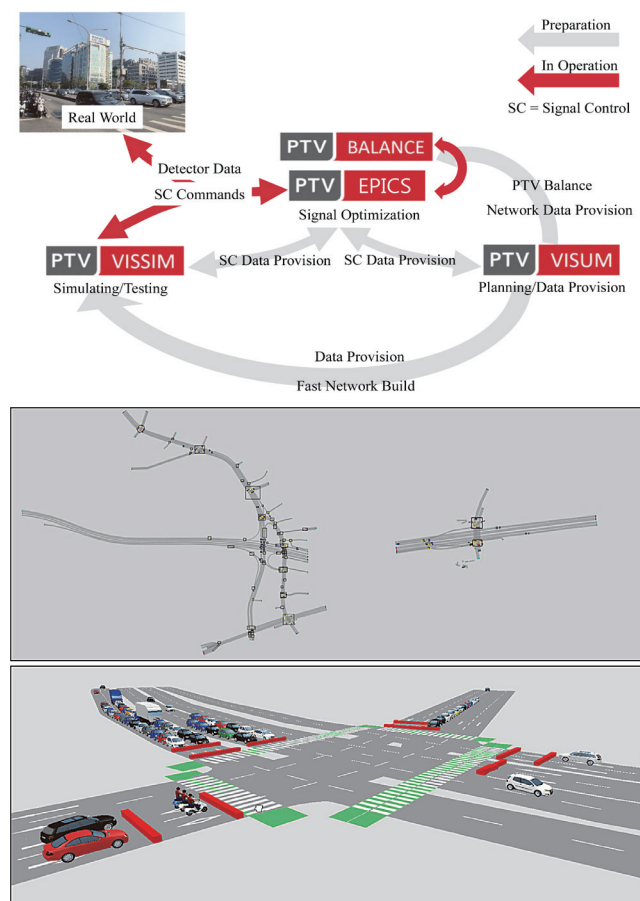 Preparation
In Operation
SC = Signal Control
Real World
Detector Data
SC Commands
PTV BALANCE
PTV EPICS
Signal Optimization
PTV Balance
Network Data Provision
PTV VISSIM
Simulating/Testing
SC Data Provision
SC Data Provision
PTV VISUM
Planning/Data Provision
Data Provision
Fast Network Build